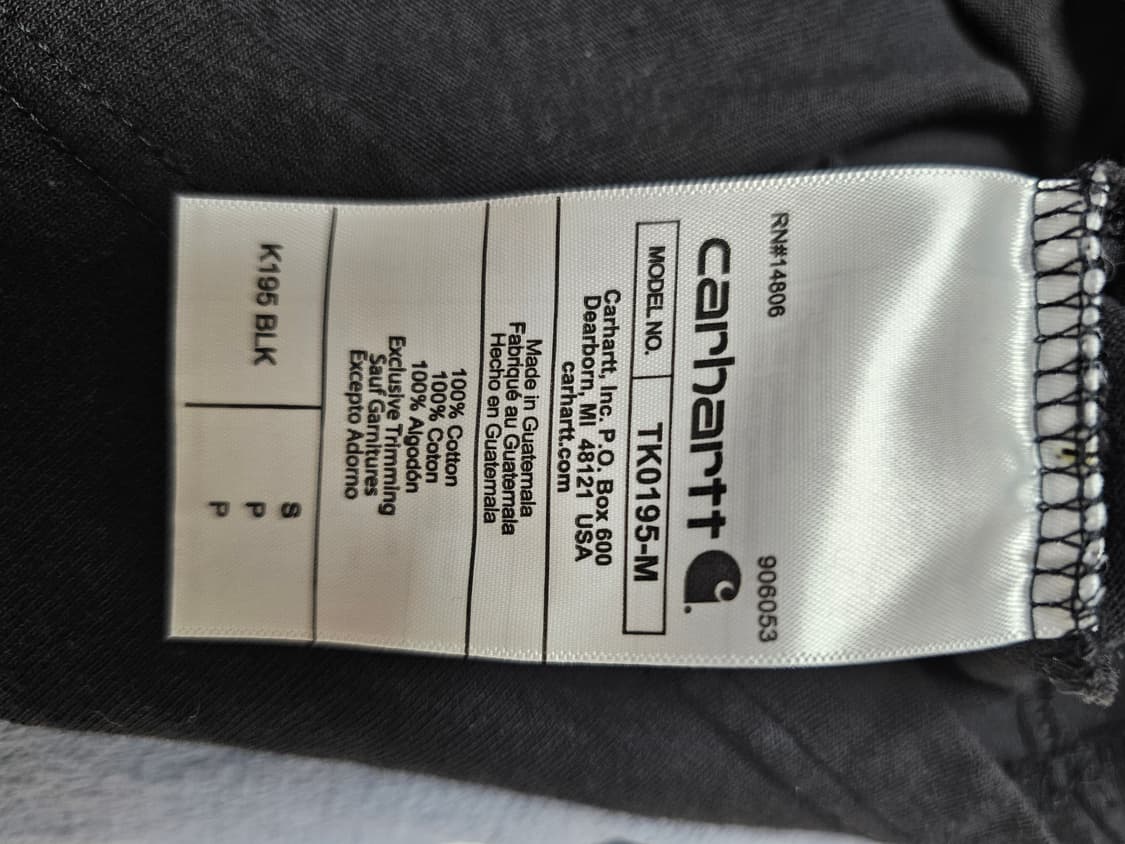 RN#14806 906053
carhartt
MODEL NO. TK0195-M
Carhartt, Inc. P.O. Box 600
Dearborn, MI 48121 USA
carhartt.com
Made in Guatemala
Fabriqué au Guatemala
Hecho en Guatemala
100% Cotton
100% Coton
100% Algodón
Exclusive Trimming
Sauf Garnitures
Excepto Adorno
K195 BLK
S
P
P